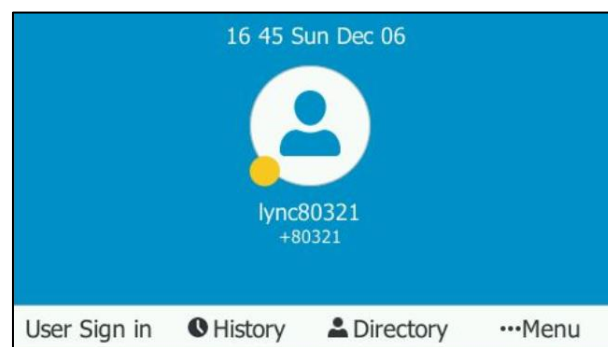 16 45 Sun Dec 06
lync80321
+80321
User Sign in History Directory •••Menu